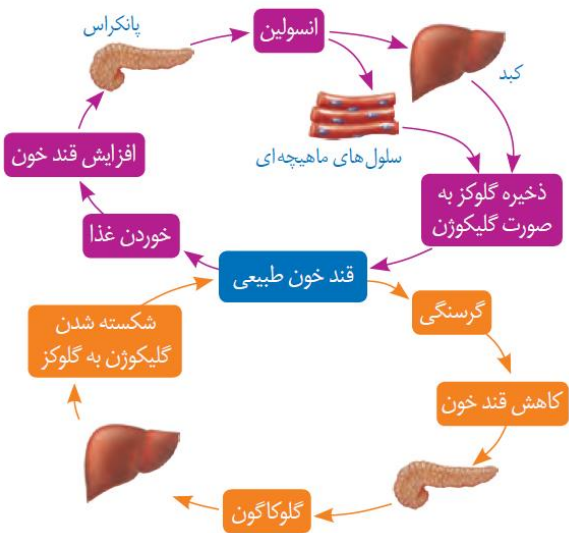 پانکراس
انسولین
کبد
سلول‌های ماهیچه‌ای
افزایش قند خون
ذخیره گلوکز به
صورت گلیکوژن
خوردن غذا
قند خون طبیعی
گرسنگی
شکسته شدن
گلیکوژن به گلوکز
کاهش قند خون
گلوکاگون